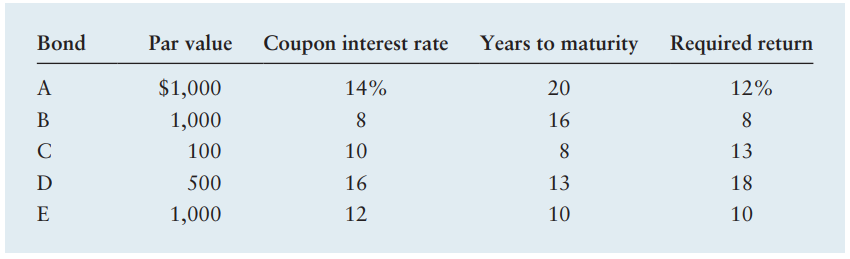 Bond Par value Coupon interest rate Years to maturity Required return
A $1,000 14% 20 12%
B 1,000 8 16 8
C 100 10 8 13
D 500 16 13 18
E 1,000 12 10 10